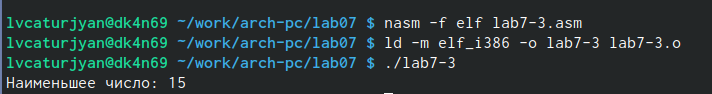 lvcaturjyan@dk4n69 ~/work/arch-pc/lab07 $ nasm -f elf lab7-3.asm
lvcaturjyan@dk4n69 ~/work/arch-pc/lab07 $ ld -m elf_i386 -o lab7-3 lab7-3.o
lvcaturjyan@dk4n69 ~/work/arch-pc/lab07 $ ./lab7-3
Наименьшее число: 15